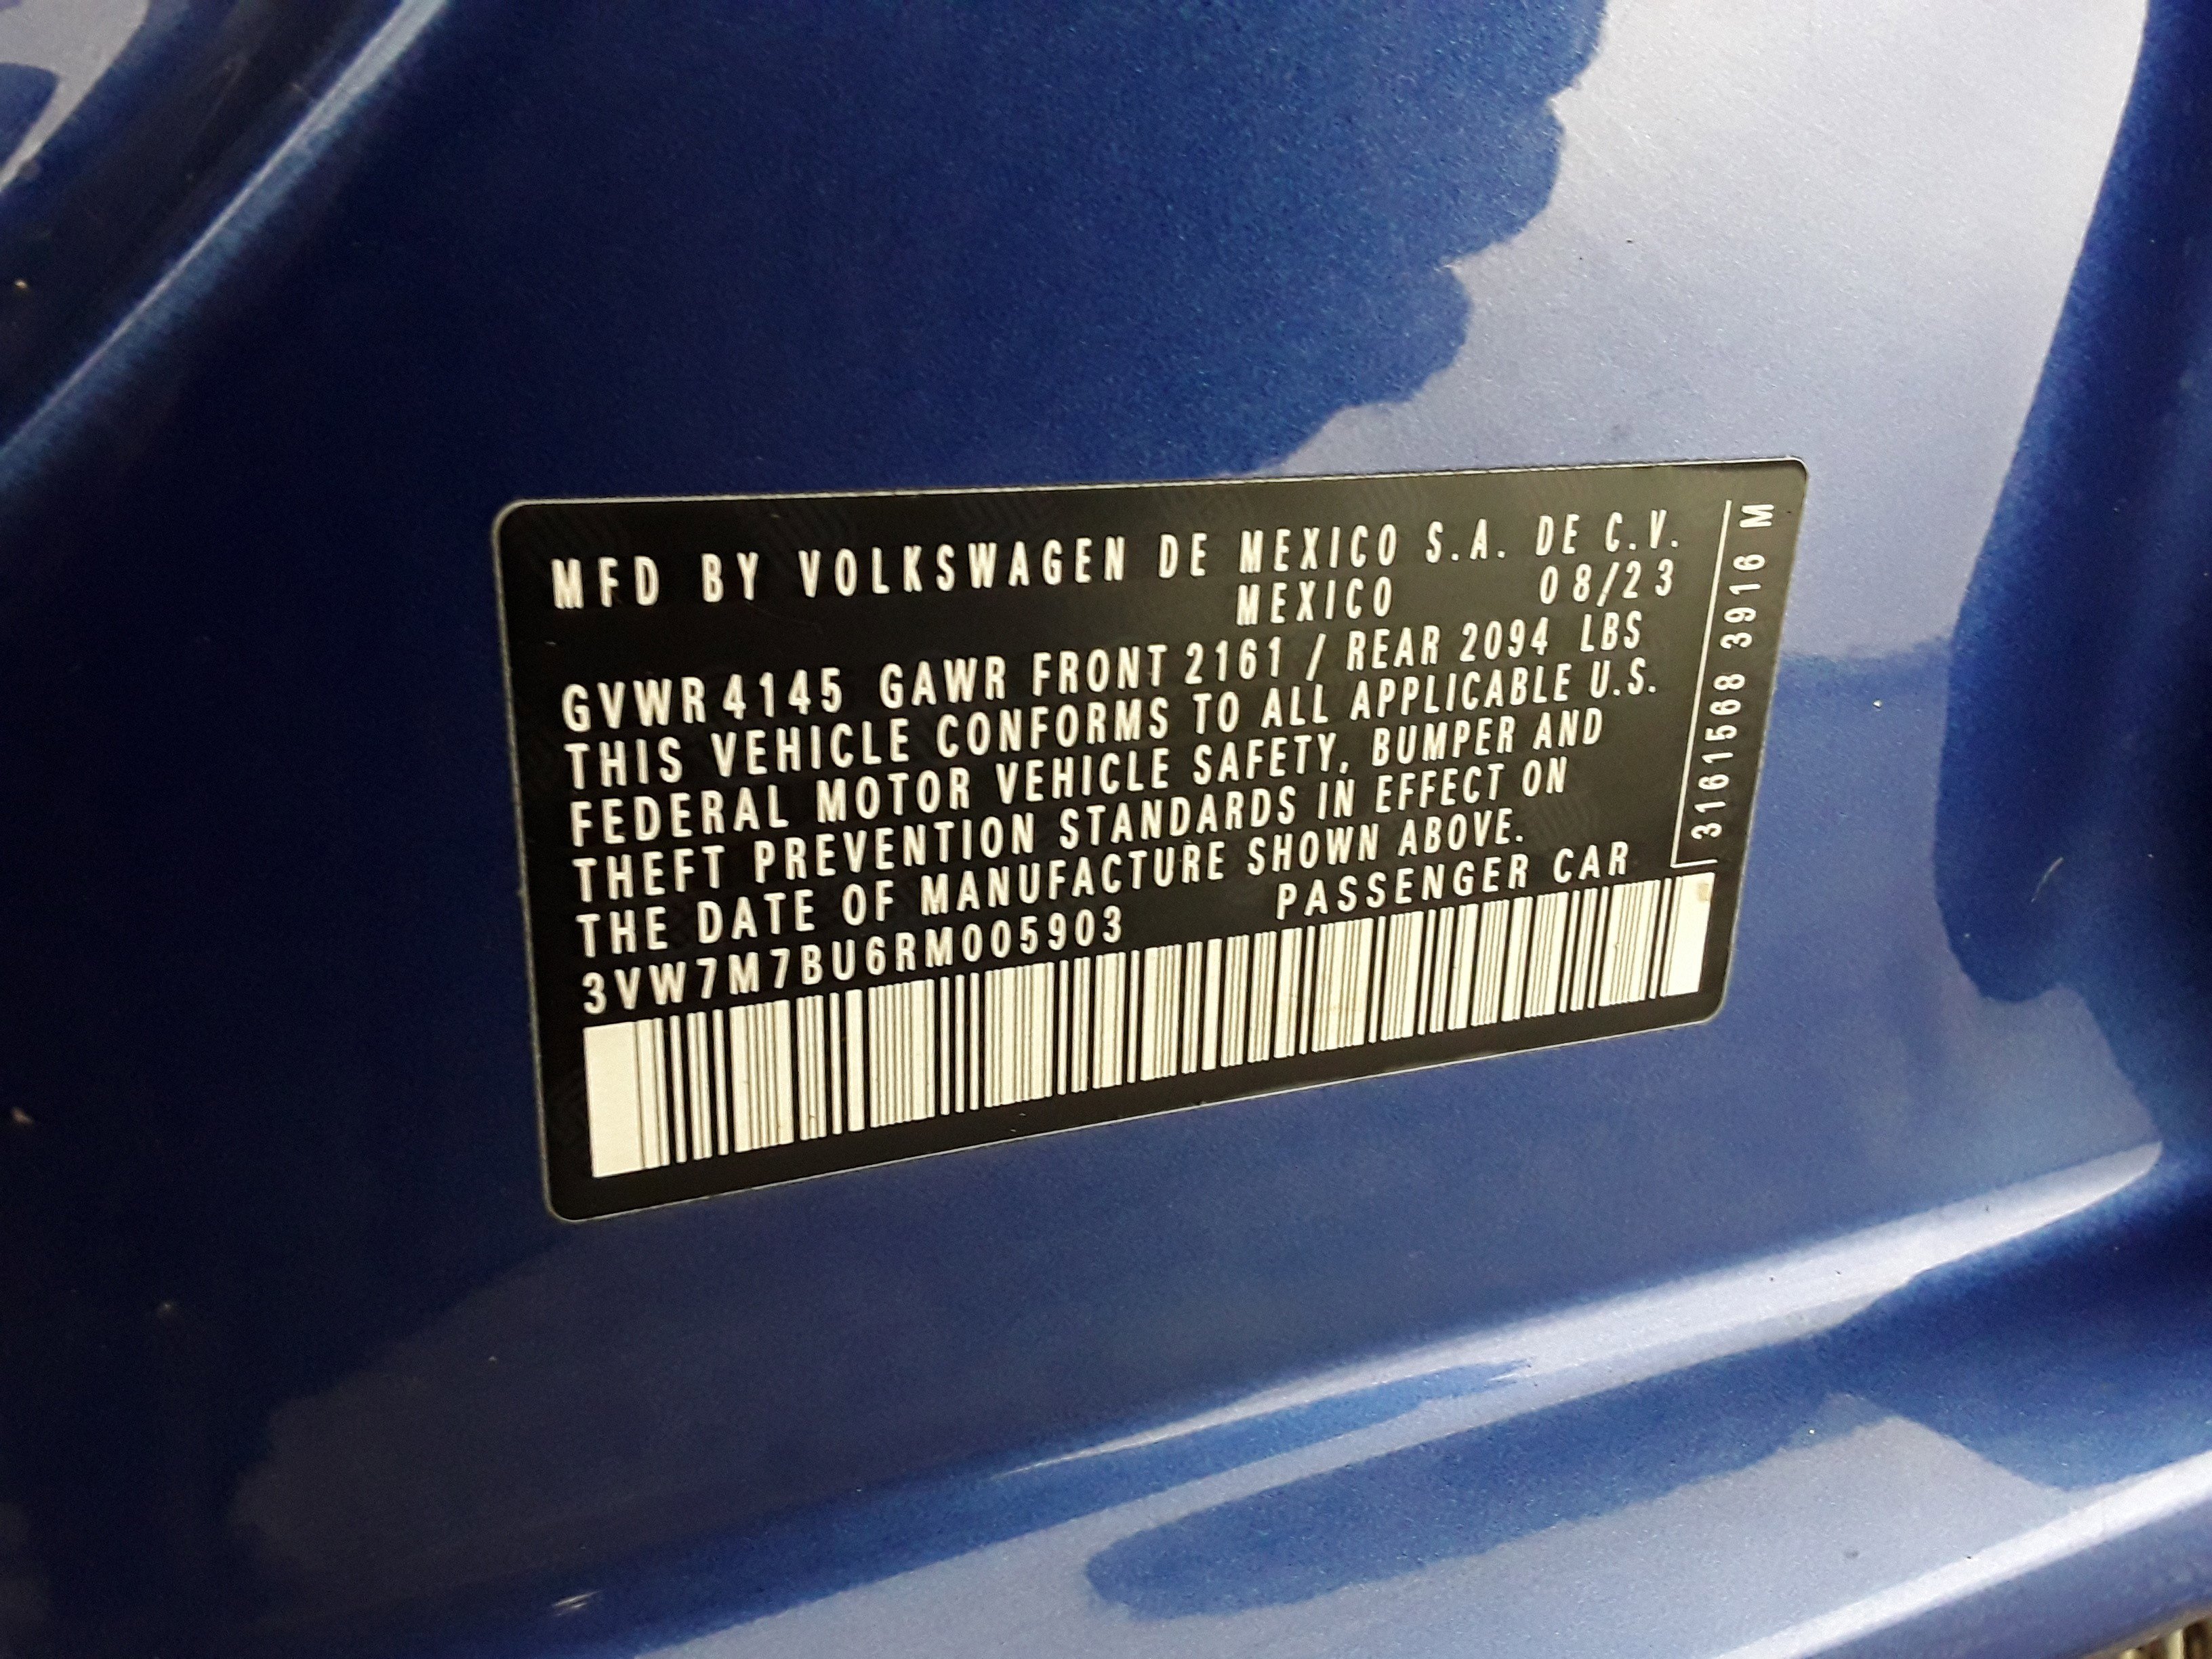 MFD BY VOLKSWAGEN DE MEXICO S.A. DE C.V.
MEXICO 08/23
GVWR 4145 GAWR FRONT 2161 / REAR 2094 LBS
THIS VEHICLE CONFORMS TO ALL APPLICABLE U.S.
FEDERAL MOTOR VEHICLE SAFETY, BUMPER AND
THEFT PREVENTION STANDARDS IN EFFECT ON
THE DATE OF MANUFACTURE SHOWN ABOVE.
3VW7M7BU6RM005903 PASSENGER CAR
3161568 3916 M